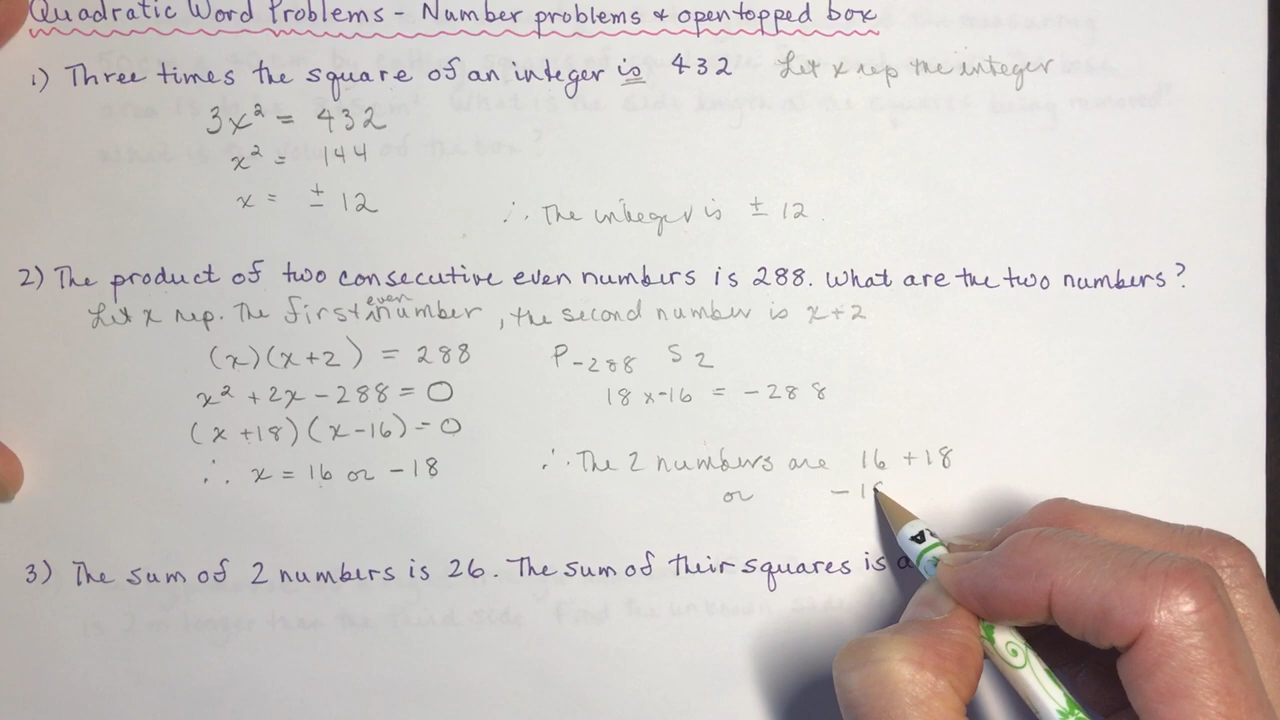 Quadratic Word Problems - Number problems & open topped box
1) Three times the square of an integer is 432 Let x rep the integer
3x² = 432
x² = 144
x = ± 12 ∴ The integer is ± 12.
2) The product of two consecutive even numbers is 288. What are the two numbers?
Let x rep. the first even number, the second number is x+2
(x)(x+2) = 288 P -288 S 2
x² + 2x - 288 = 0 18 x -16 = -288
(x +18)(x-16) = 0
∴ x = 16 or -18 ∴ The 2 numbers are 16 + 18
or
3) The sum of 2 numbers is 26. The sum of their squares is